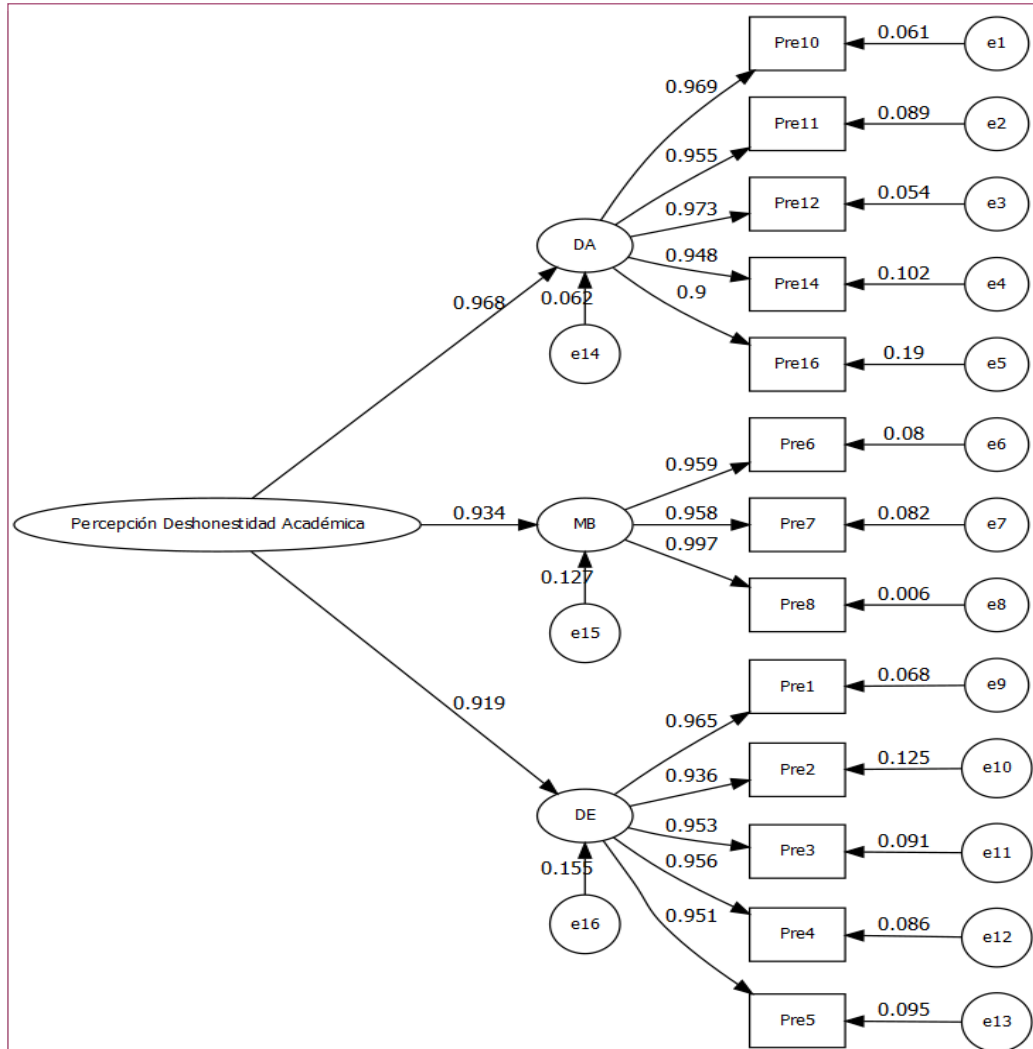 Pre10
0.061
e1
0.969
Pre11
0.089
e2
0.955
Pre12
0.054
e3
0.973
DA
0.948
Pre14
0.102
e4
0.968
0.062
0.9
e14
Pre16
0.19
e5
Pre6
0.08
e6
0.959
Percepción Deshonestidad Académica
0.934
MB
0.958
Pre7
0.082
e7
0.997
0.127
Pre8
0.006
e8
e15
Pre1
0.068
e9
0.919
0.965
Pre2
0.125
e10
0.936
DE
0.953
Pre3
0.091
e11
0.155
0.956
e16
0.951
Pre4
0.086
e12
Pre5
0.095
e13